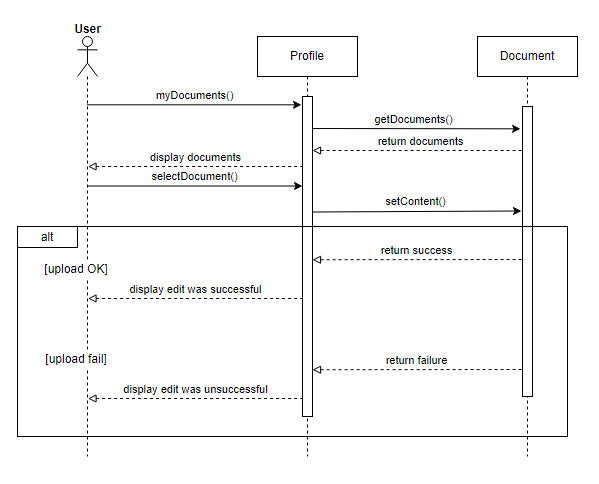 User
Profile
Document
myDocuments()
getDocuments()
return documents
display documents
selectDocument()
setContent()
alt
return success
[upload OK]
display edit was successful
[upload fail]
return failure
display edit was unsuccessful